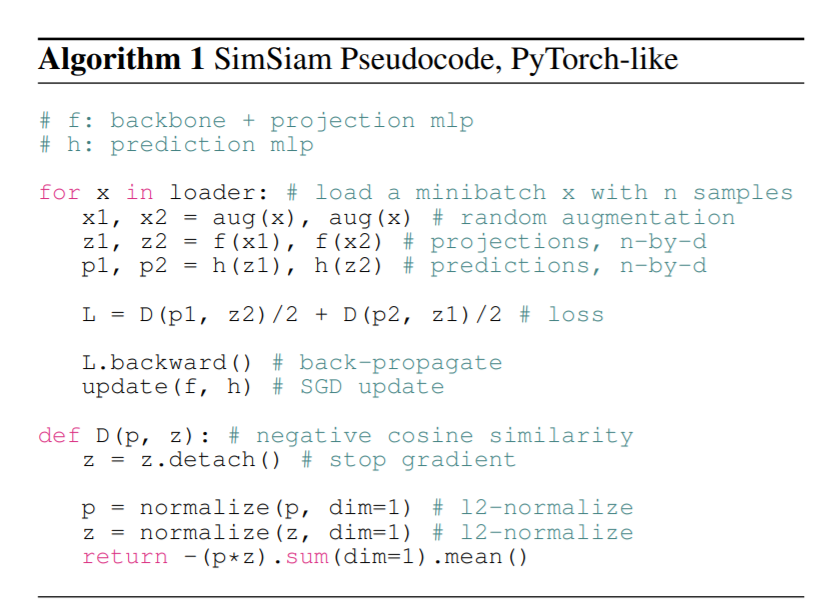 Algorithm 1 SimSiam Pseudocode, PyTorch-like
# f: backbone + projection mlp
# h: prediction mlp
for x in loader: # load a minibatch x with n samples
x1, x2 = aug(x), aug(x) # random augmentation
z1, z2 = f(x1), f(x2) # projections, n-by-d
p1, p2 = h(z1), h(z2) # predictions, n-by-d
L = D(p1, z2)/2 + D(p2, z1)/2 # loss
L.backward() # back-propagate
update(f, h) # SGD update
def D(p, z): # negative cosine similarity
z = z.detach() # stop gradient
p = normalize(p, dim=1) # l2-normalize
z = normalize(z, dim=1) # l2-normalize
return -(p*z).sum(dim=1).mean()